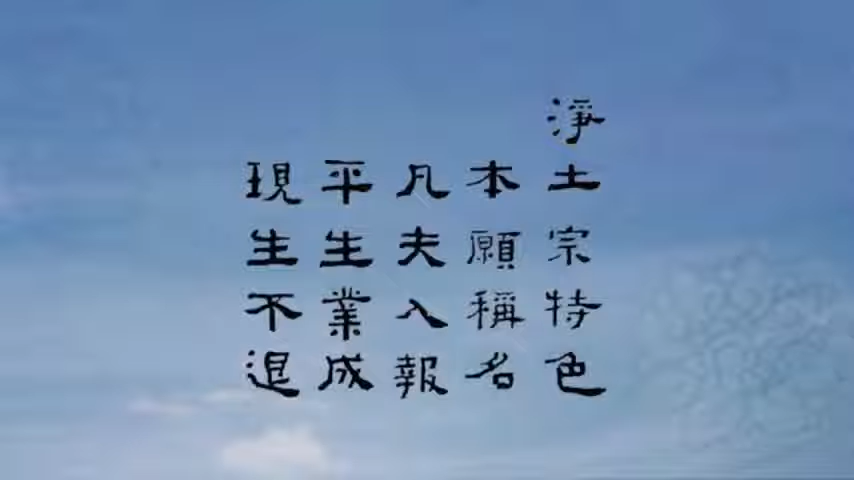 淨土宗特色
本願稱名
凡夫入報
平生業成
現生不退